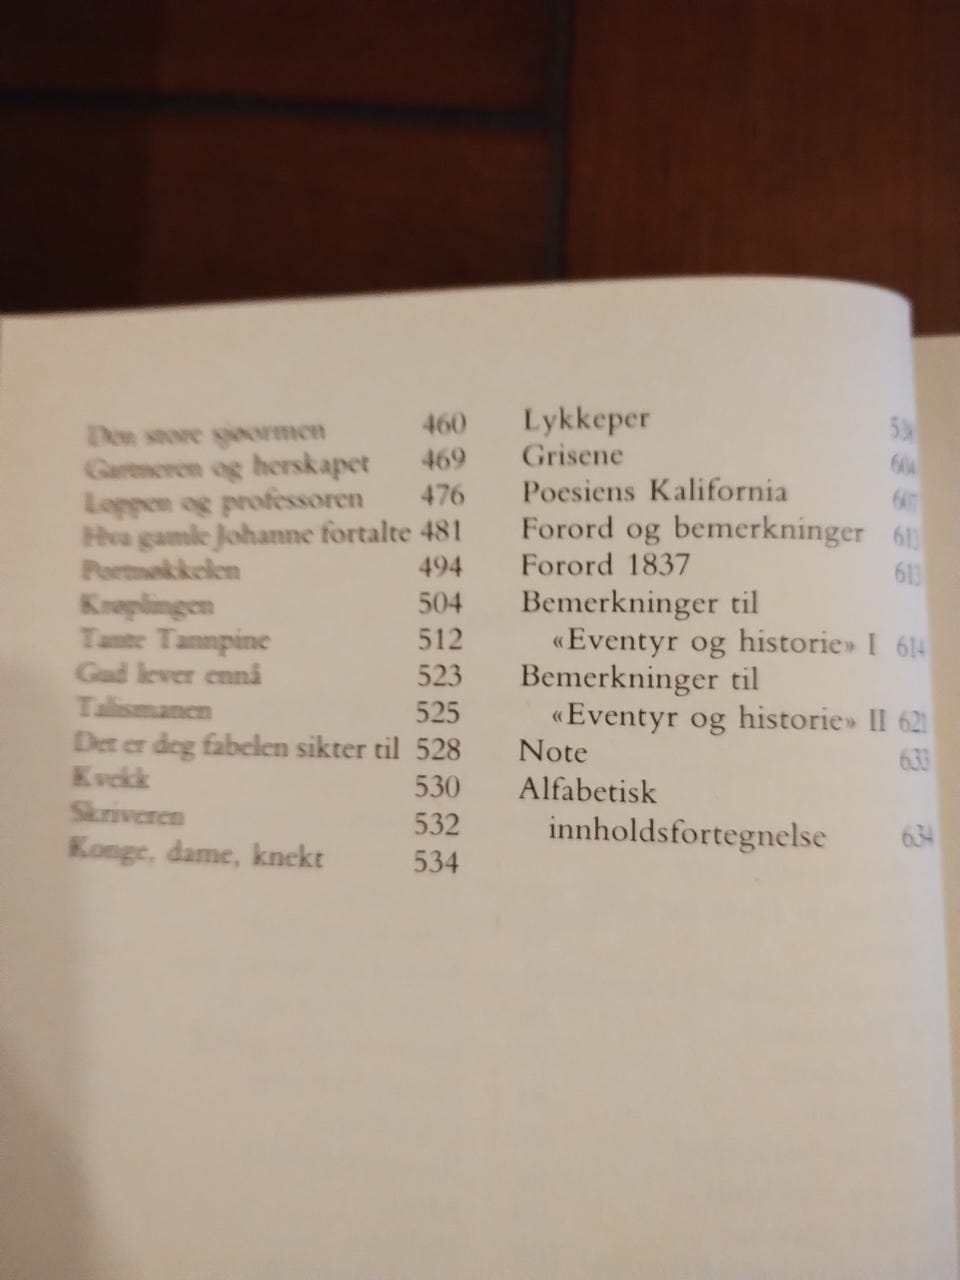 Den store sjøormen 460
Gartneren og herskapet 469
Loppen og professoren 476
Hva gamle Johanne fortalte 481
Portnøkkelen 494
Krøplingen 504
Tante Tannpine 512
Gud lever ennå 523
Talismanen 525
Det er deg fabelen sikter til 528
Kvekk 530
Skriveren 532
Konge, dame, knekt 534
Lykkeper
Grisene 604
Poesiens Kalifornia 607
Forord og bemerkninger 613
Forord 1837 613
Bemerkninger til
«Eventyr og historie» I 614
Bemerkninger til
«Eventyr og historie» II 621
Note 633
Alfabetisk
innholdsfortegnelse 634